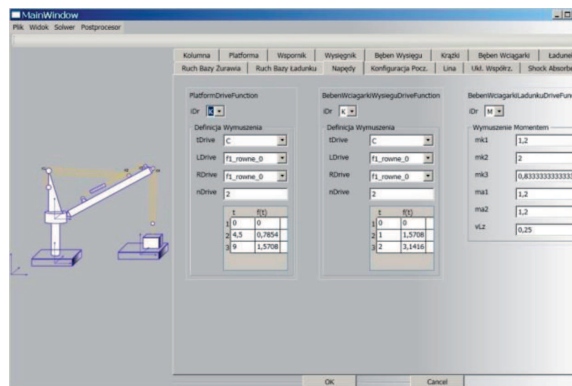 MainWindow
Plik Widok Solwer Postprocesor
Kolumna Platforma Wspornik Wysięgnik Bęben Wysięgu Krążki Bęben Wciągarki Ładunek
Ruch Bazy Żurawia Ruch Bazy Ładunku Napędy Konfiguracja Pocz. Lina Ukł. Współrz. Shock Absorbe
PlatformDriveFunction BebenWciagarkiWysieguDriveFunction BebenWciagarkiLadunkuDriveFun
iDr K iDr K iDr M
Definicja Wymuszenia Definicja Wymuszenia Wymuszenie Momentem
tDrive C tDrive C mk1 1,2
LDrive f1_rowne_0 LDrive f1_rowne_0 mk2 2
RDrive f1_rowne_0 RDrive f1_rowne_0 mk3
nDrive 2 nDrive 2 ma1 1,2
t f(t) t f(t) ma2 1,2
1 0 0 1 0 0 vLz 0,25
2 4,5 0,7854 2 1 1,5708
3 9 1,5708 3 2 3,1416
OK Cancel